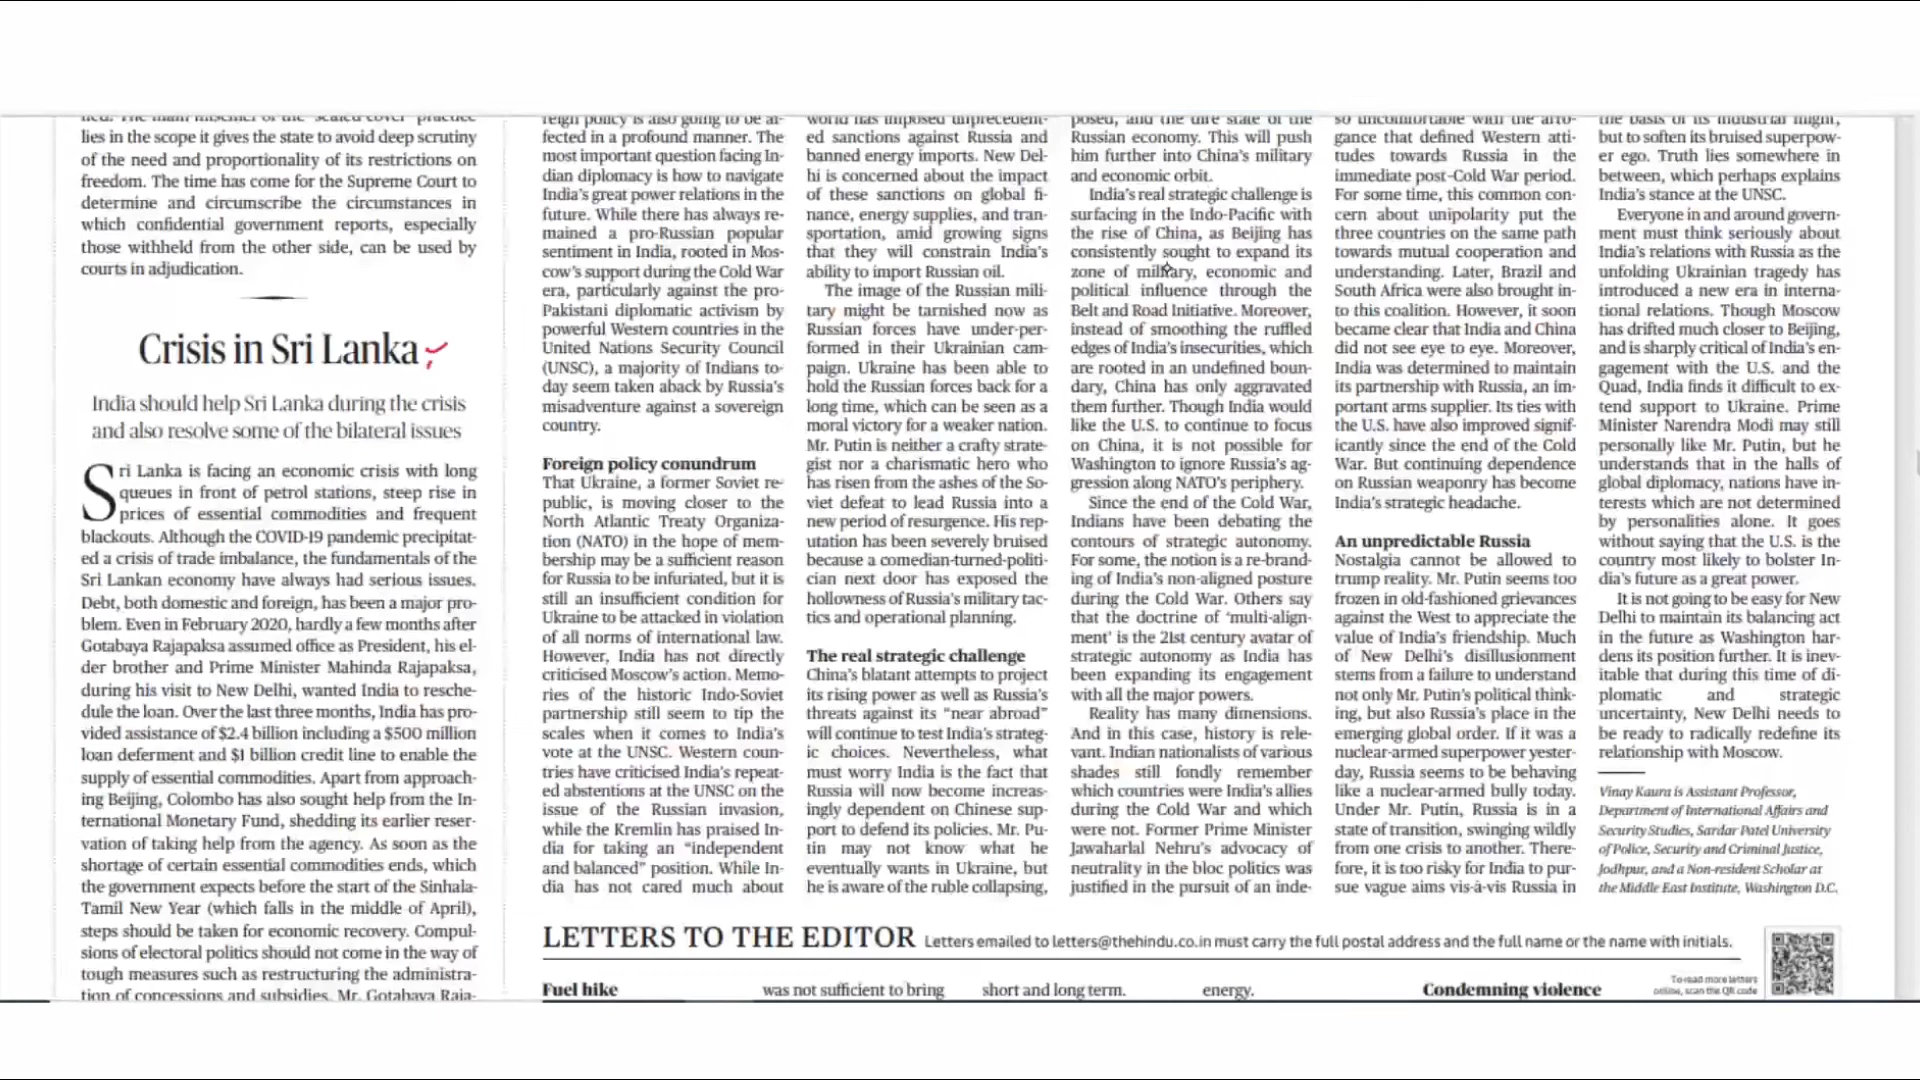 lies in the scope it gives the state to avoid deep scrutiny
of the need and proportionality of its restrictions on
freedom. The time has come for the Supreme Court to
determine and circumscribe the circumstances in
which confidential government reports, especially
those withheld from the other side, can be used by
courts in adjudication.
Crisis in Sri Lanka
India should help Sri Lanka during the crisis
and also resolve some of the bilateral issues
Sri Lanka is facing an economic crisis with long
queues in front of petrol stations, steep rise in
prices of essential commodities and frequent
blackouts. Although the COVID-19 pandemic precipitat-
ed a crisis of trade imbalance, the fundamentals of the
Sri Lankan economy have always had serious issues.
Debt, both domestic and foreign, has been a major pro-
blem. Even in February 2020, hardly a few months after
Gotabaya Rajapaksa assumed office as President, his el-
der brother and Prime Minister Mahinda Rajapaksa,
during his visit to New Delhi, wanted India to resche-
dule the loan. Over the last three months, India has pro-
vided assistance of $2.4 billion including a $500 million
loan deferment and $1 billion credit line to enable the
supply of essential commodities. Apart from approach-
ing Beijing, Colombo has also sought help from the In-
ternational Monetary Fund, shedding its earlier reser-
vation of taking help from the agency. As soon as the
shortage of certain essential commodities ends, which
the government expects before the start of the Sinhala-
Tamil New Year (which falls in the middle of April),
steps should be taken for economic recovery. Compul-
sions of electoral politics should not come in the way of
tough measures such as restructuring the administra-
tion of concessions and subsidies. Mr. Gotabaya Raja-
reign policy is also going to be af-
fected in a profound manner. The
most important question facing In-
dian diplomacy is how to navigate
India's great power relations in the
future. While there has always re-
mained a pro-Russian popular
sentiment in India, rooted in Mos-
cow's support during the Cold War
era, particularly against the pro-
Pakistani diplomatic activism by
powerful Western countries in the
United Nations Security Council
(UNSC), a majority of Indians to-
day seem taken aback by Russia's
misadventure against a sovereign
country.
Foreign policy conundrum
That Ukraine, a former Soviet re-
public, is moving closer to the
North Atlantic Treaty Organiza-
tion (NATO) in the hope of mem-
bership may be a sufficient reason
for Russia to be infuriated, but it is
still an insufficient condition for
Ukraine to be attacked in violation
of all norms of international law.
However, India has not directly
criticised Moscow's action. Memo-
ries of the historic Indo-Soviet
partnership still seem to tip the
scales when it comes to India's
vote at the UNSC. Western coun-
tries have criticised India's repeat-
ed abstentions at the UNSC on the
issue of the Russian invasion,
while the Kremlin has praised In-
dia for taking an "independent
and balanced" position. While In-
dia has not cared much about
world has imposed unprecedent-
ed sanctions against Russia and
banned energy imports. New Del-
hi is concerned about the impact
of these sanctions on global fi-
nance, energy supplies, and tran-
sportation, amid growing signs
that they will constrain India's
ability to import Russian oil.
The image of the Russian mili-
tary might be tarnished now as
Russian forces have under-per-
formed in their Ukrainian cam-
paign. Ukraine has been able to
hold the Russian forces back for a
long time, which can be seen as a
moral victory for a weaker nation.
Mr. Putin is neither a crafty strate-
gist nor a charismatic hero who
has risen from the ashes of the So-
viet defeat to lead Russia into a
new period of resurgence. His rep-
utation has been severely bruised
because a comedian-turned-politi-
cian next door has exposed the
hollowness of Russia's military tac-
tics and operational planning.
The real strategic challenge
China's blatant attempts to project
its rising power as well as Russia's
threats against its "near abroad"
will continue to test India's strateg-
ic choices. Nevertheless, what
must worry India is the fact that
Russia will now become increas-
ingly dependent on Chinese sup-
port to defend its policies. Mr. Pu-
tin may not know what he
eventually wants in Ukraine, but
he is aware of the ruble collapsing,
posed, and the dire state of the
Russian economy. This will push
him further into China's military
and economic orbit.
India's real strategic challenge is
surfacing in the Indo-Pacific with
the rise of China, as Beijing has
consistently sought to expand its
zone of military, economic and
political influence through the
Belt and Road Initiative. Moreover,
instead of smoothing the ruffled
edges of India's insecurities, which
are rooted in an undefined boun-
dary, China has only aggravated
them further. Though India would
like the U.S. to continue to focus
on China, it is not possible for
Washington to ignore Russia's ag-
gression along NATO's periphery.
Since the end of the Cold War,
Indians have been debating the
contours of strategic autonomy.
For some, the notion is a re-brand-
ing of India's non-aligned posture
during the Cold War. Others say
that the doctrine of 'multi-align-
ment' is the 21st century avatar of
strategic autonomy as India has
been expanding its engagement
with all the major powers.
Reality has many dimensions.
And in this case, history is rele-
vant. Indian nationalists of various
shades still fondly remember
which countries were India's allies
during the Cold War and which
were not. Former Prime Minister
Jawaharlal Nehru's advocacy of
neutrality in the bloc politics was
justified in the pursuit of an inde-
so uncomfortable with the arro-
gance that defined Western atti-
tudes towards Russia in the
immediate post-Cold War period.
For some time, this common con-
cern about unipolarity put the
three countries on the same path
towards mutual cooperation and
understanding. Later, Brazil and
South Africa were also brought in-
to this coalition. However, it soon
became clear that India and China
did not see eye to eye. Moreover,
India was determined to maintain
its partnership with Russia, an im-
portant arms supplier. Its ties with
the U.S. have also improved signif-
icantly since the end of the Cold
War. But continuing dependence
on Russian weaponry has become
India's strategic headache.
An unpredictable Russia
Nostalgia cannot be allowed to
trump reality. Mr. Putin seems too
frozen in old-fashioned grievances
against the West to appreciate the
value of India's friendship. Much
of New Delhi's disillusionment
stems from a failure to understand
not only Mr. Putin's political think-
ing, but also Russia's place in the
emerging global order. If it was a
nuclear-armed superpower yester-
day, Russia seems to be behaving
like a nuclear-armed bully today.
Under Mr. Putin, Russia is in a
state of transition, swinging wildly
from one crisis to another. There-
fore, it is too risky for India to pur-
sue vague aims vis-à-vis Russia in
the basis of its industrial might,
but to soften its bruised superpow-
er ego. Truth lies somewhere in
between, which perhaps explains
India's stance at the UNSC.
Everyone in and around govern-
ment must think seriously about
India's relations with Russia as the
unfolding Ukrainian tragedy has
introduced a new era in interna-
tional relations. Though Moscow
has drifted much closer to Beijing,
and is sharply critical of India's en-
gagement with the U.S. and the
Quad, India finds it difficult to ex-
tend support to Ukraine. Prime
Minister Narendra Modi may still
personally like Mr. Putin, but he
understands that in the halls of
global diplomacy, nations have in-
terests which are not determined
by personalities alone. It goes
without saying that the U.S. is the
country most likely to bolster In-
dia's future as a great power.
It is not going to be easy for New
Delhi to maintain its balancing act
in the future as Washington har-
dens its position further. It is inev-
itable that during this time of di-
plomatic and strategic
uncertainty, New Delhi needs to
be ready to radically redefine its
relationship with Moscow.
Vinay Kaura is Assistant Professor,
Department of International Affairs and
Security Studies, Sardar Patel University
of Police, Security and Criminal Justice,
Jodhpur, and a Non-resident Scholar at
the Middle East Institute, Washington D.C.
LETTERS TO THE EDITOR Letters emailed to letters@thehindu.co.in must carry the full postal address and the full name or the name with initials.
To read more letters
online, scan the QR code
Fuel hike
was not sufficient to bring
short and long term.
energy.
Condemning violence